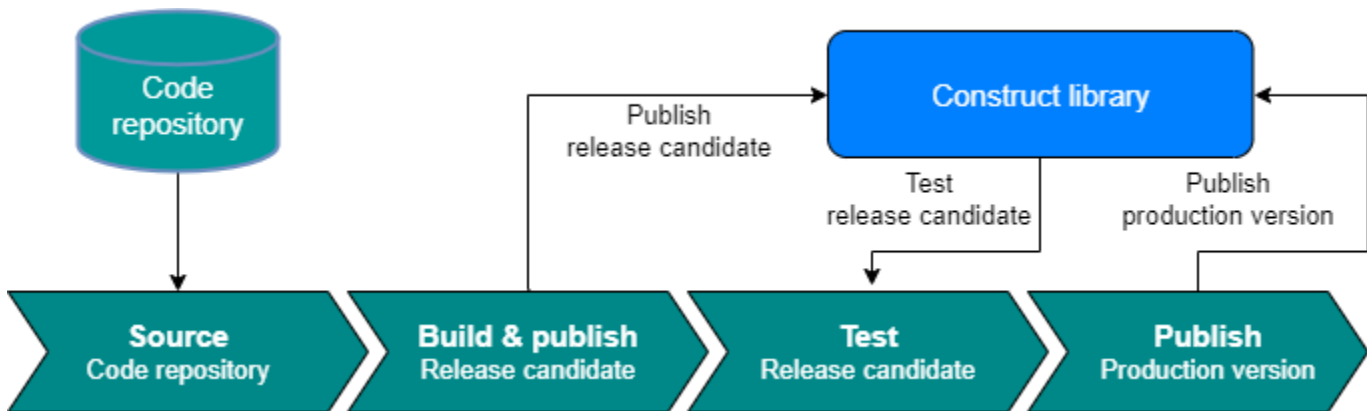 Code
repository
Construct library
Publish
release candidate
Test
release candidate
Publish
production version
Source
Code repository
Build & publish
Release candidate
Test
Release candidate
Publish
Production version